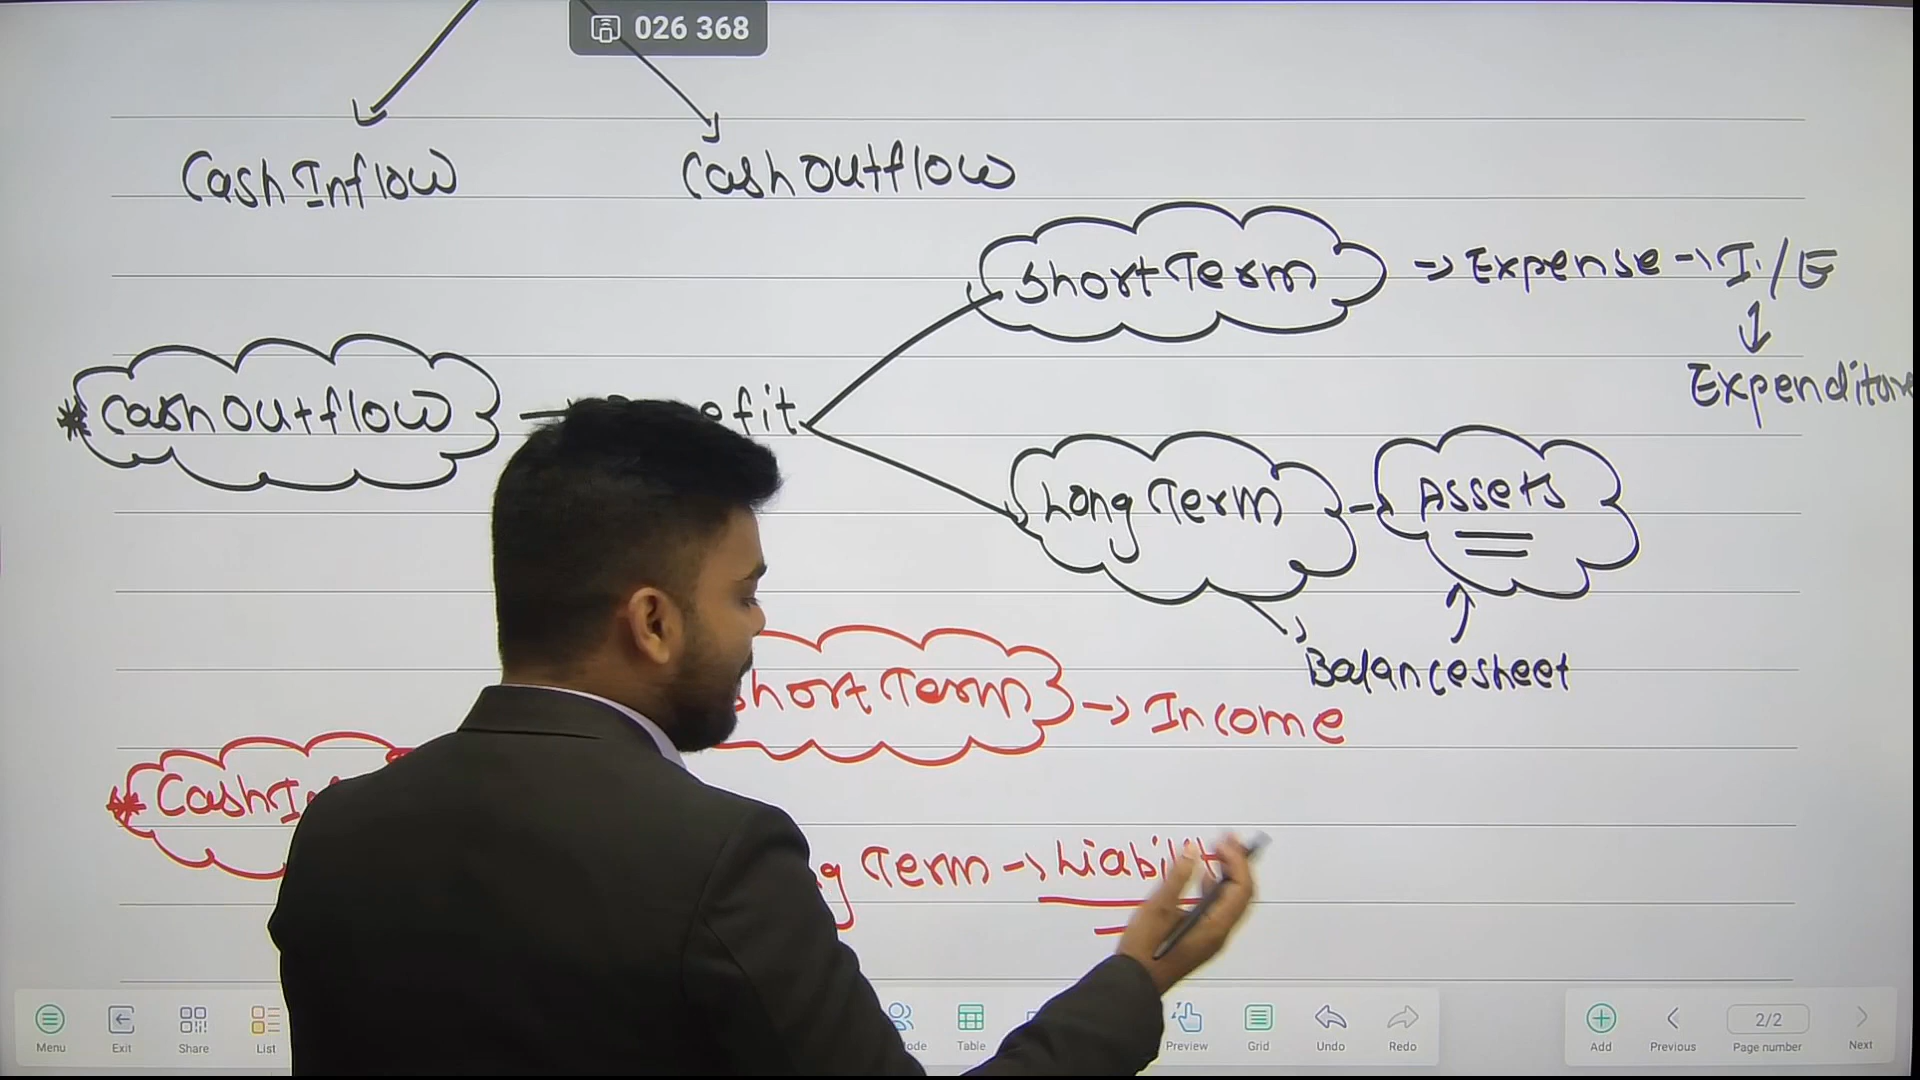 026 368
Cash Inflow
Cash Outflow
Short Term → Expense → I/E
Expenditure
* Cash Outflow →
Long Term → Assets
Balancesheet
Short Term → Income
*
Term → Liability
Menu
Exit
Share
List
Table
Preview
Grid
Undo
Redo
Add
Previous
2/2
Page number
Next